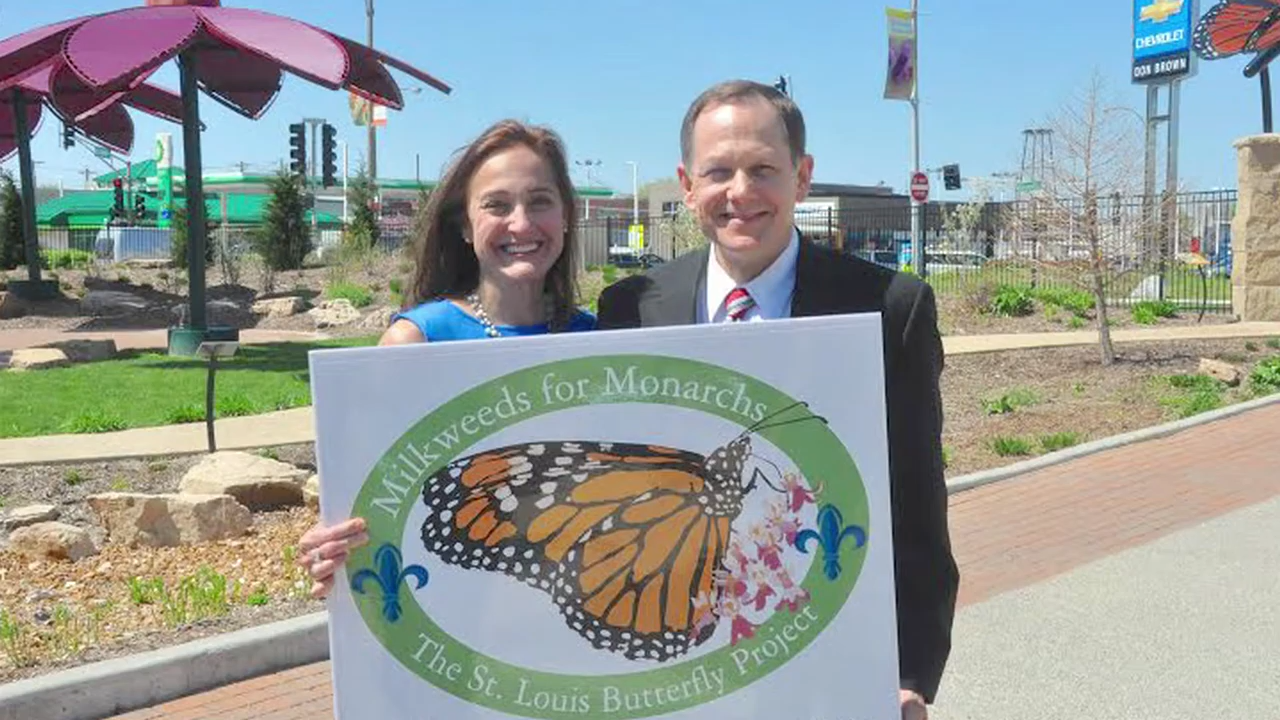 CHEVROLET
DON BROWN
Milkweeds for Monarchs
The St. Louis Butterfly Project